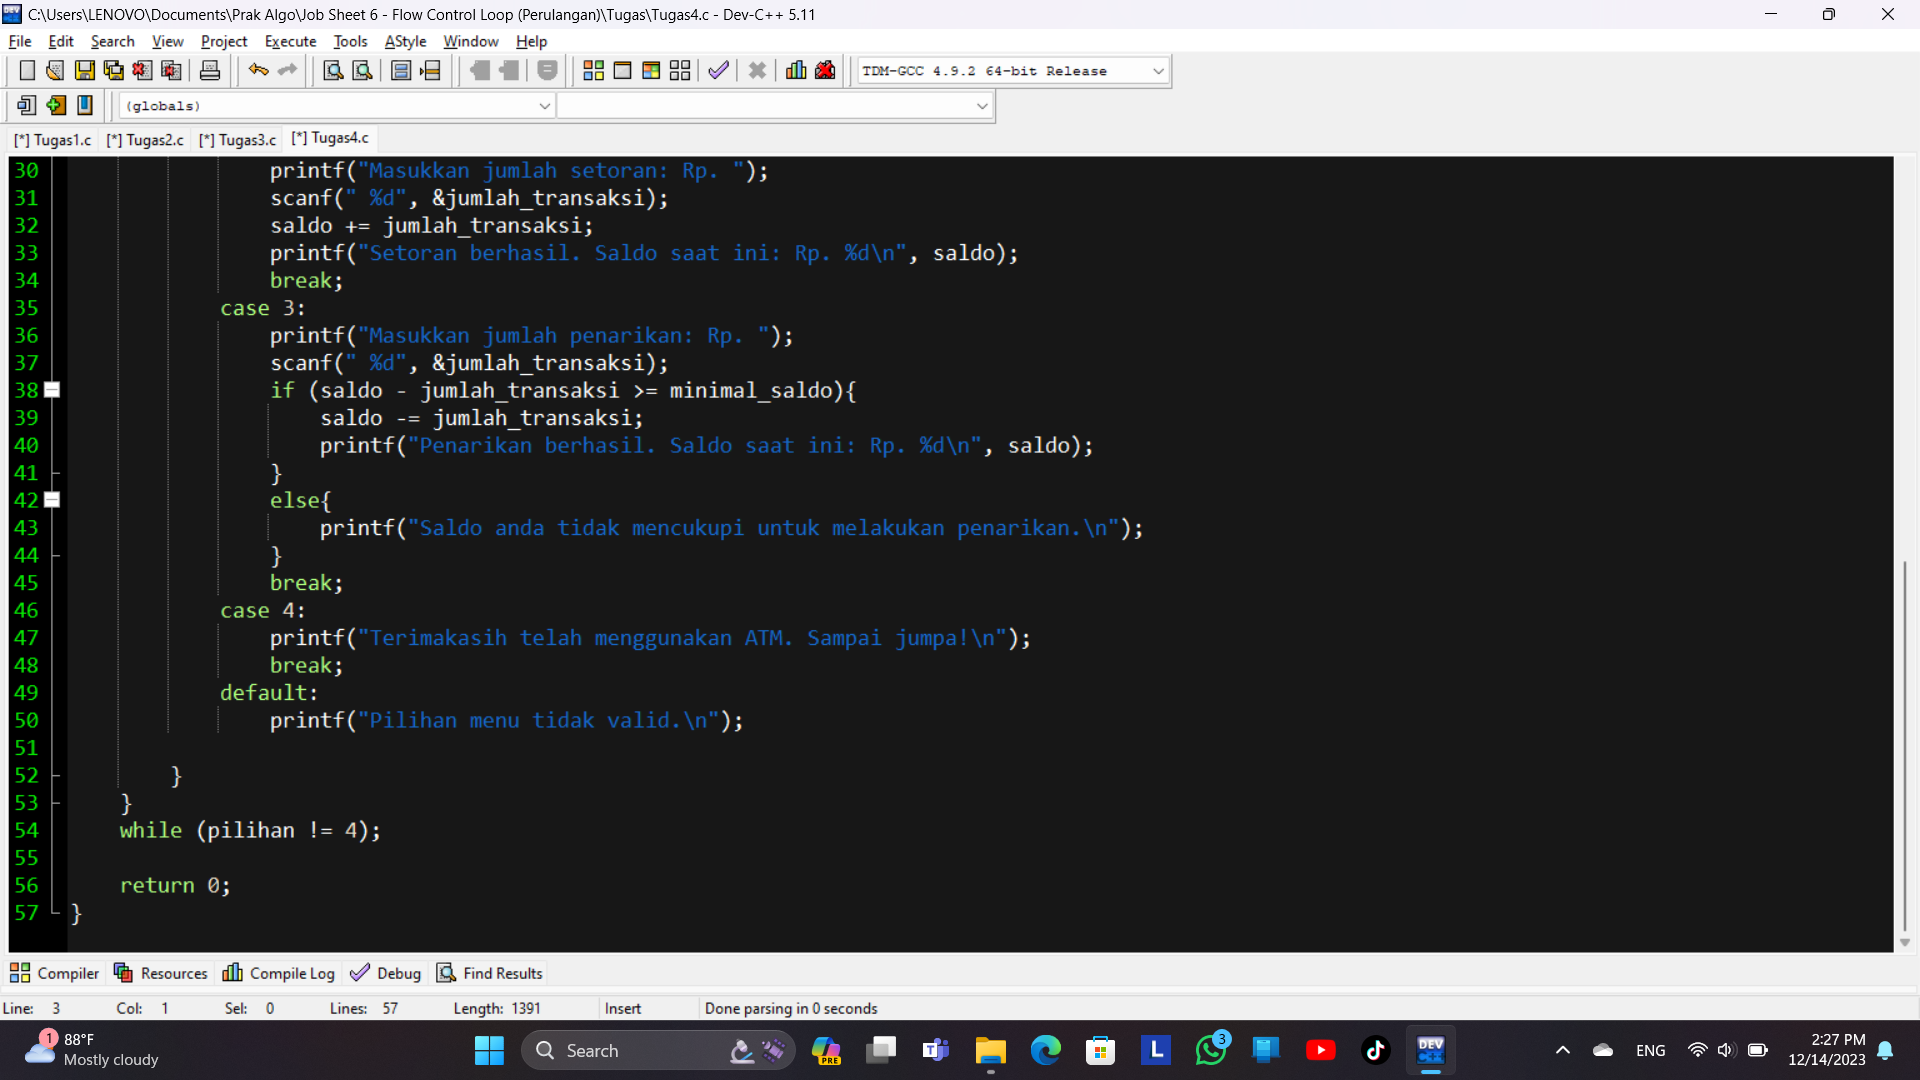 C:\Users\LENOVO\Documents\Prak Algo\Job Sheet 6 - Flow Control Loop (Perulangan)\Tugas\Tugas4.c - Dev-C++ 5.11
File Edit Search View Project Execute Tools AStyle Window Help
TDM-GCC 4.9.2 64-bit Release
(globals)
[*] Tugas1.c [*] Tugas2.c [*] Tugas3.c [*] Tugas4.c
30 printf("Masukkan jumlah setoran: Rp. ");
31 scanf(" %d", &jumlah_transaksi);
32 saldo += jumlah_transaksi;
33 printf("Setoran berhasil. Saldo saat ini: Rp. %d\n", saldo);
34 break;
35 case 3:
36 printf("Masukkan jumlah penarikan: Rp. ");
37 scanf(" %d", &jumlah_transaksi);
38 if (saldo - jumlah_transaksi >= minimal_saldo){
39 saldo -= jumlah_transaksi;
40 printf("Penarikan berhasil. Saldo saat ini: Rp. %d\n", saldo);
41 }
42 else{
43 printf("Saldo anda tidak mencukupi untuk melakukan penarikan.\n");
44 }
45 break;
46 case 4:
47 printf("Terimakasih telah menggunakan ATM. Sampai jumpa!\n");
48 break;
49 default:
50 printf("Pilihan menu tidak valid.\n");
51
52 }
53 }
54 while (pilihan != 4);
55
56 return 0;
57 }
Compiler Resources Compile Log Debug Find Results
Line: 3 Col: 1 Sel: 0 Lines: 57 Length: 1391 Insert Done parsing in 0 seconds
1 88°F
Mostly cloudy
Search
PRE
T
L
3
DEV
C++
ENG
2:27 PM
12/14/2023